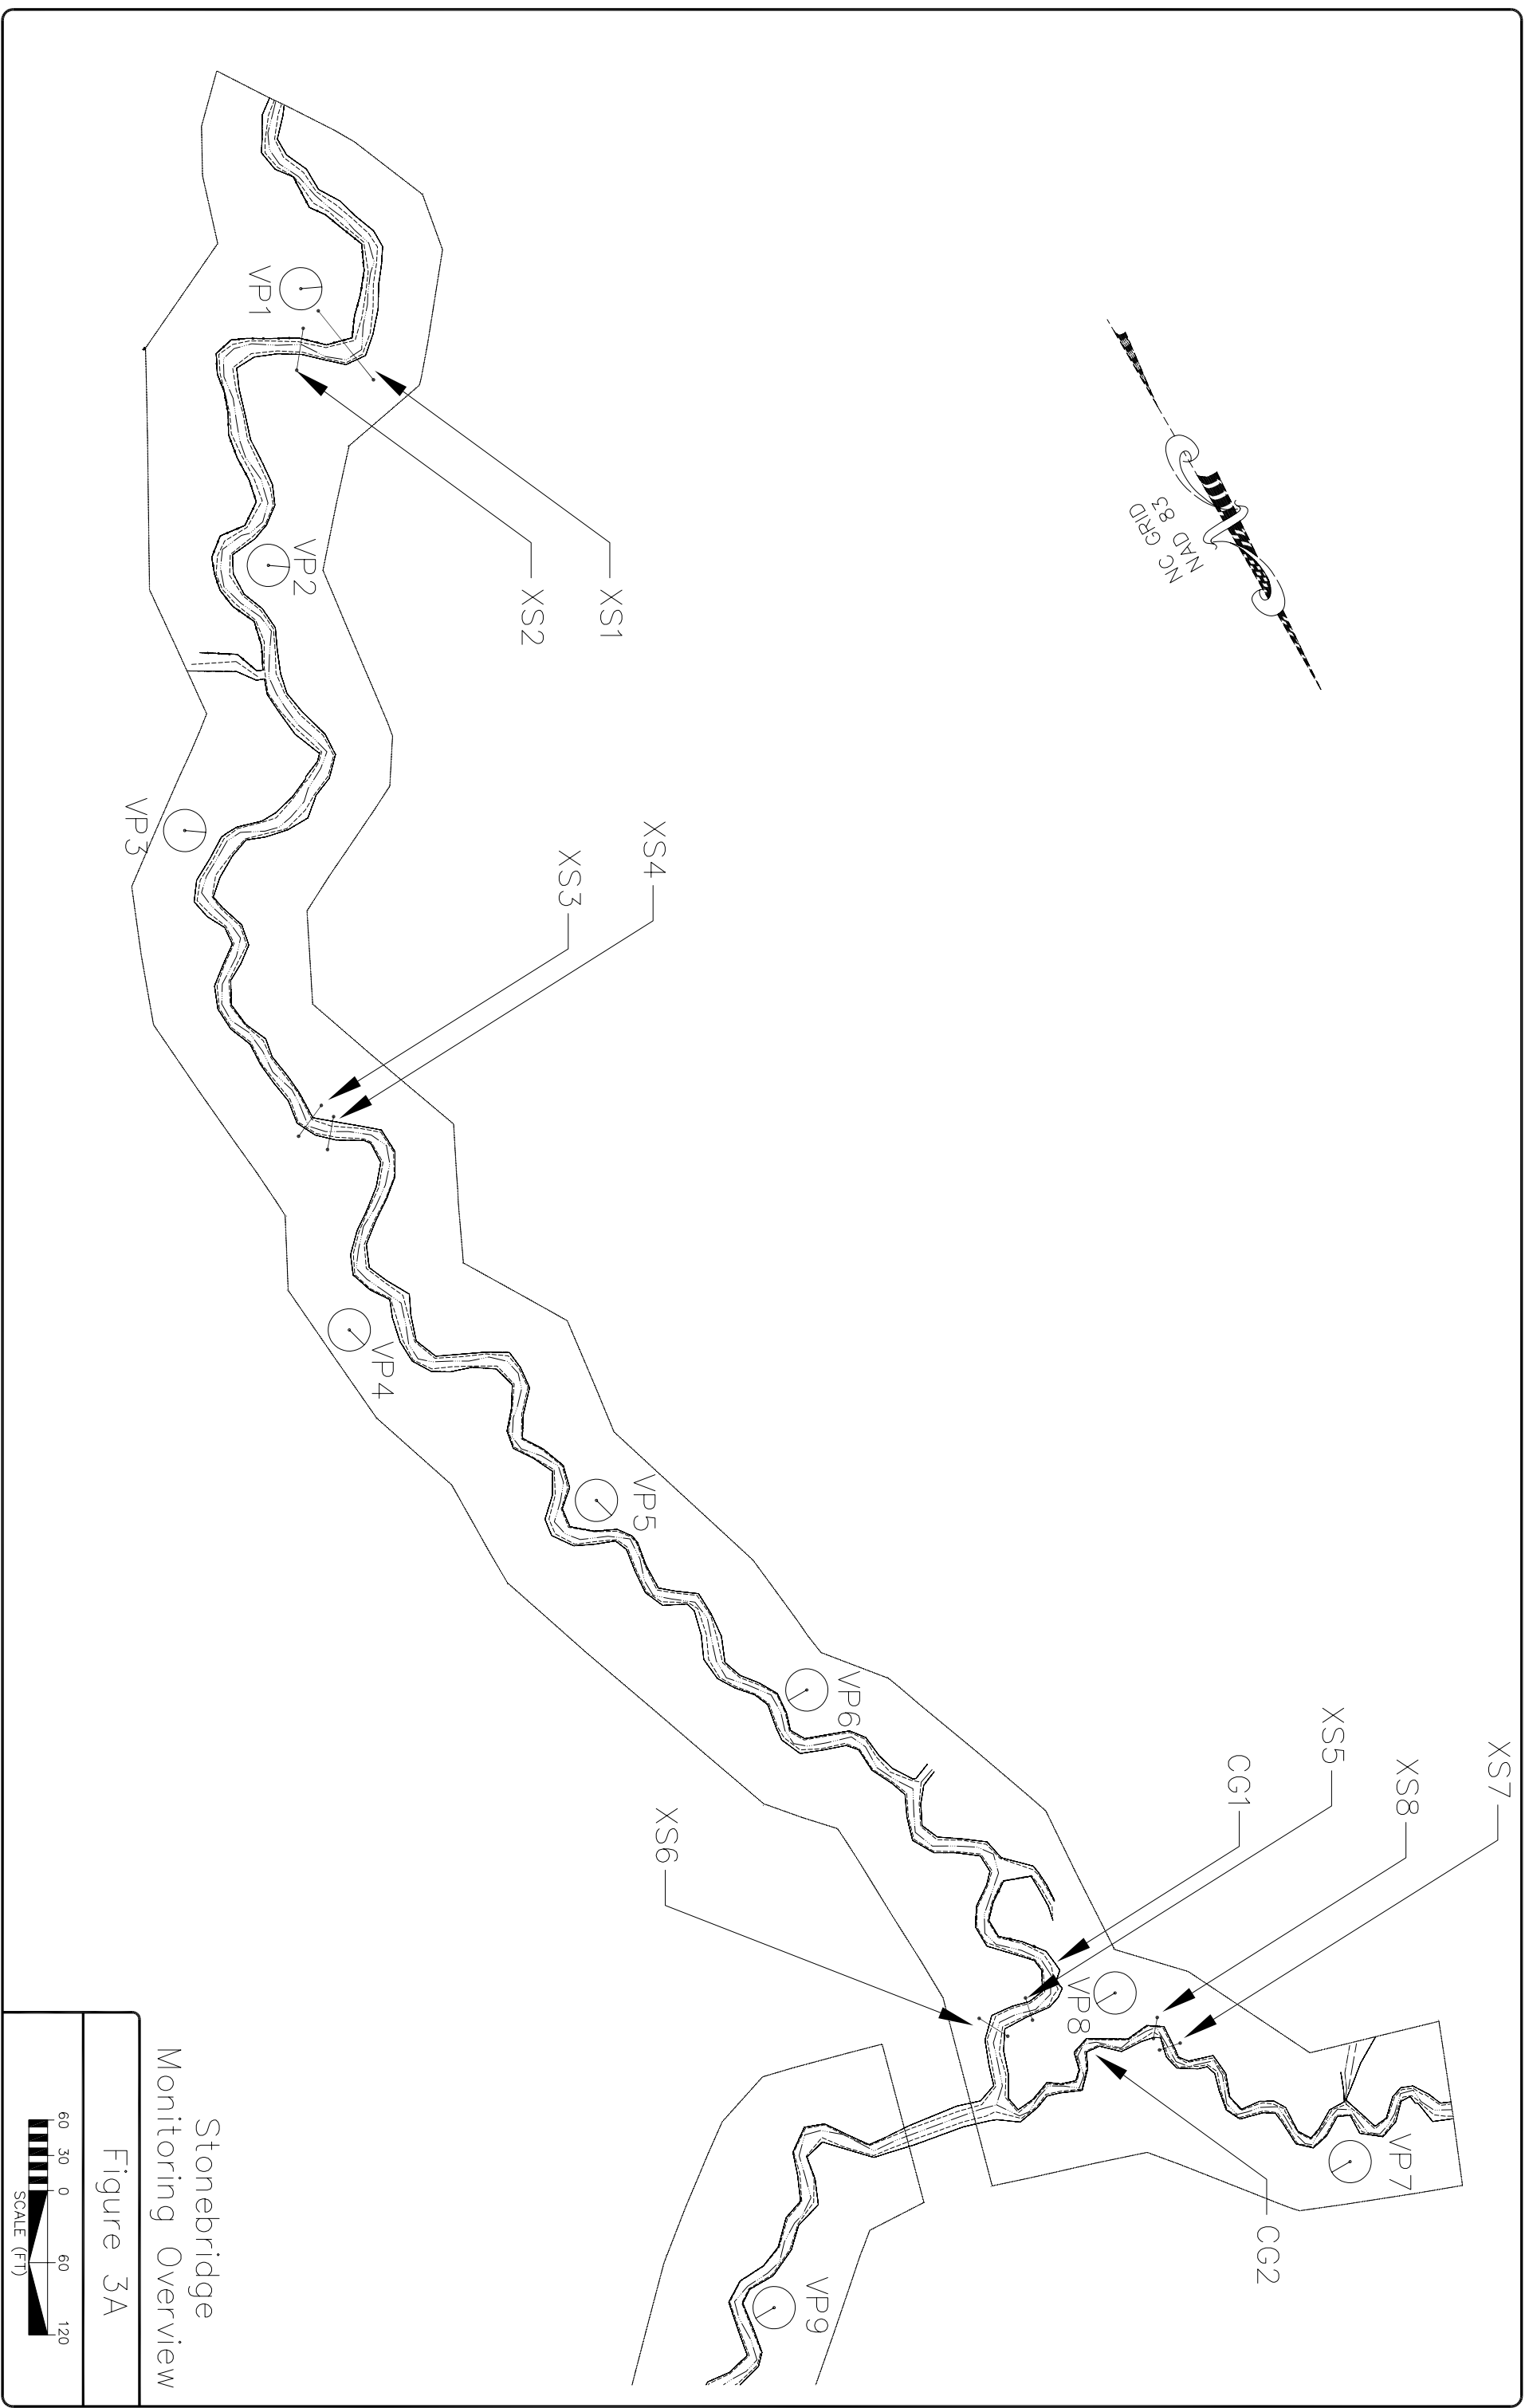 NC GRID
NAD 83
VP1
XS1
XS2
VP2
VP3
XS4
XS3
VP4
VP5
VP6
XS7
XS8
XS5
CG1
XS6
VP8
VP7
CG2
VP9
Stonebridge
Monitoring Overview
Figure 3A
60 30 0 60 120
SCALE (FT)